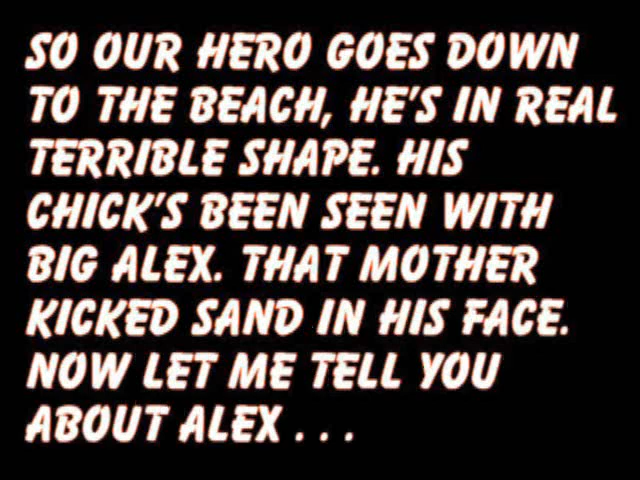 SO OUR HERO GOES DOWN
TO THE BEACH, HE'S IN REAL
TERRIBLE SHAPE. HIS
CHICK'S BEEN SEEN WITH
BIG ALEX. THAT MOTHER
KICKED SAND IN HIS FACE.
NOW LET ME TELL YOU
ABOUT ALEX . . .